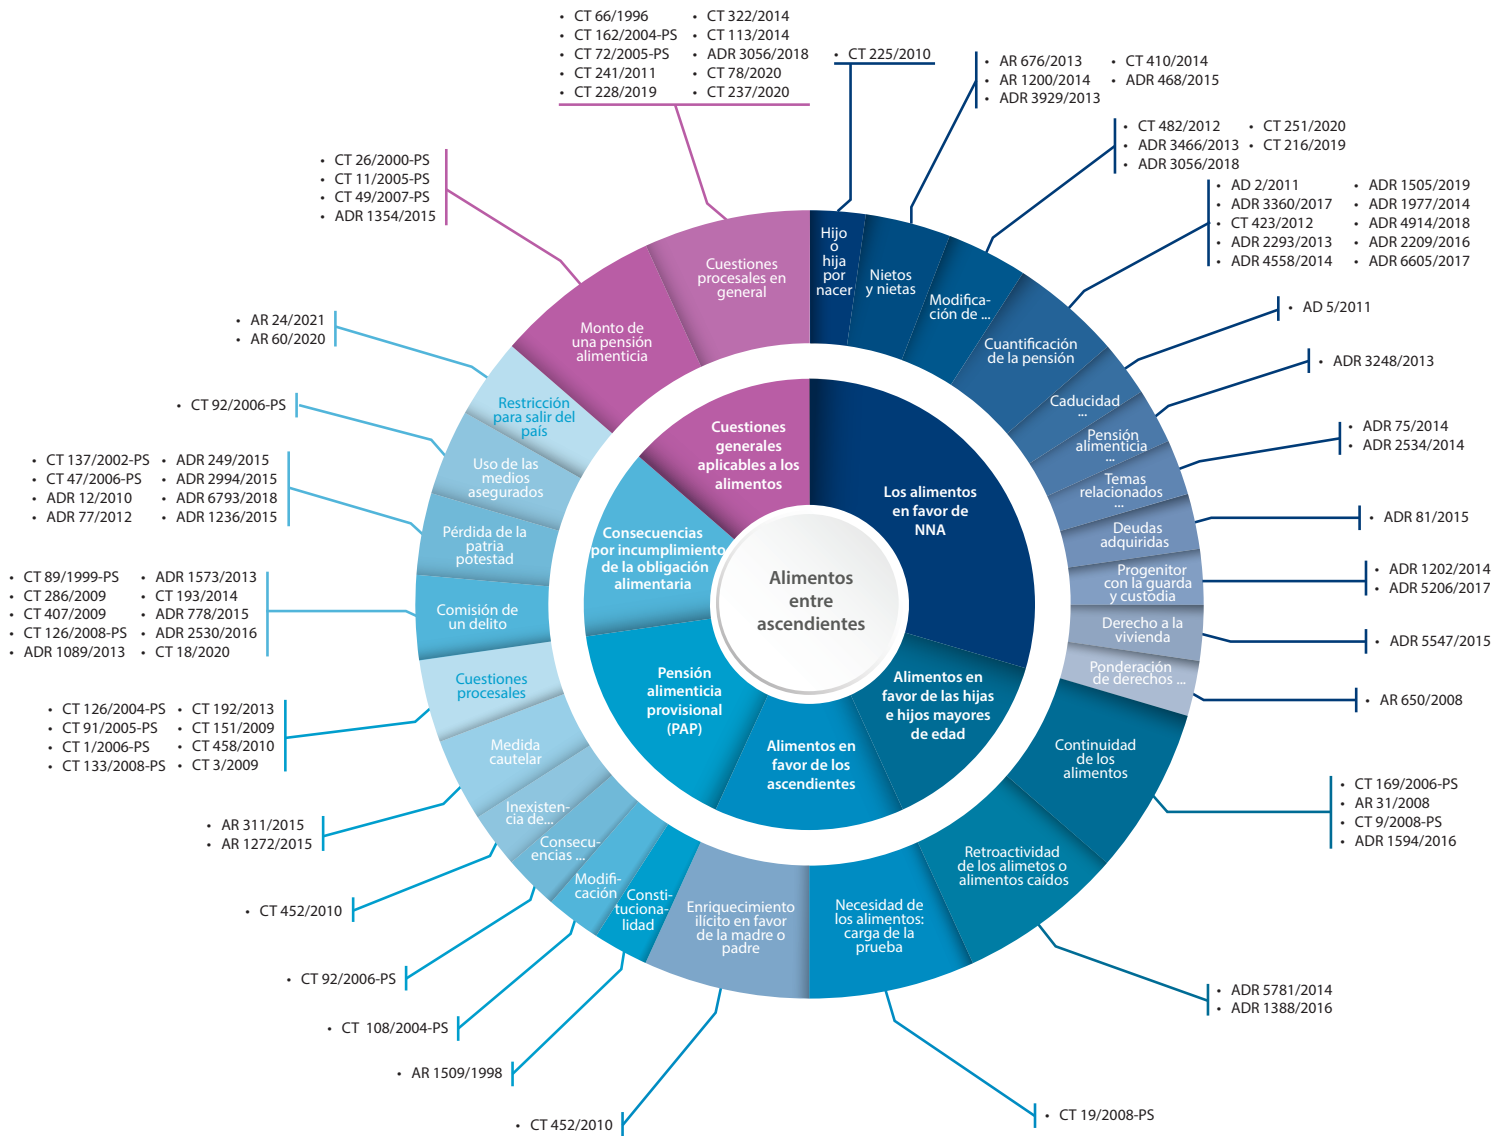 • CT 66/1996
• CT 162/2004-PS
• CT 72/2005-PS
• CT 241/2011
• CT 228/2019
• CT 322/2014
• CT 113/2014
• ADR 3056/2018
• CT 78/2020
• CT 237/2020
• CT 225/2010
• AR 676/2013
• AR 1200/2014
• ADR 3929/2013
• CT 410/2014
• ADR 468/2015
• CT 482/2012
• ADR 3466/2013
• ADR 3056/2018
• CT 251/2020
• CT 216/2019
• AD 2/2011
• ADR 3360/2017
• CT 423/2012
• ADR 2293/2013
• ADR 4558/2014
• ADR 1505/2019
• ADR 1977/2014
• ADR 4914/2018
• ADR 2209/2016
• ADR 6605/2017
• AD 5/2011
• ADR 3248/2013
• ADR 75/2014
• ADR 2534/2014
• ADR 81/2015
• ADR 1202/2014
• ADR 5206/2017
• ADR 5547/2015
• AR 650/2008
• CT 169/2006-PS
• AR 31/2008
• CT 9/2008-PS
• ADR 1594/2016
• ADR 5781/2014
• ADR 1388/2016
• CT 19/2008-PS
• CT 452/2010
• AR 1509/1998
• CT 108/2004-PS
• CT 92/2006-PS
• CT 452/2010
• AR 311/2015
• AR 1272/2015
• CT 126/2004-PS
• CT 91/2005-PS
• CT 1/2006-PS
• CT 133/2008-PS
• CT 192/2013
• CT 151/2009
• CT 458/2010
• CT 3/2009
• CT 89/1999-PS
• CT 286/2009
• CT 407/2009
• CT 126/2008-PS
• ADR 1089/2013
• ADR 1573/2013
• CT 193/2014
• ADR 778/2015
• ADR 2530/2016
• CT 18/2020
• CT 137/2002-PS
• CT 47/2006-PS
• ADR 12/2010
• ADR 77/2012
• ADR 249/2015
• ADR 2994/2015
• ADR 6793/2018
• ADR 1236/2015
• CT 92/2006-PS
• AR 24/2021
• AR 60/2020
• CT 26/2000-PS
• CT 11/2005-PS
• CT 49/2007-PS
• ADR 1354/2015
Hijo
o
hija
por
nacer
Nietos
y nietas
Modifica-
ción de ...
Cuantificación
de la pensión
Caducidad
...
Pensión
alimenticia
...
Temas
relacionados
...
Deudas
adquiridas
Progenitor
con la guarda
y custodia
Derecho a la
vivienda
Ponderación
de derechos ...
Continuidad
de los
alimentos
Retroactividad
de los alimetos o
alimentos caídos
Necesidad de
los alimentos:
carga de la
prueba
Enriquecimiento
ilícito en favor
de la madre o
padre
Consti-
tuciona-
lidad
Modifi-
cación
Consecu-
encias ...
Inexisten-
cia de...
Medida
cautelar
Cuestiones
procesales
Comisión de
un delito
Pérdida de la
patria
potestad
Uso de las
medios
asegurados
Restricción
para salir del
país
Monto de
una pensión
alimenticia
Cuestiones
procesales en
general
Cuestiones
generales
aplicables a los
alimentos
Los alimentos
en favor de
NNA
Alimentos en
favor de las hijas
e hijos mayores
de edad
Alimentos en
favor de los
ascendientes
Pensión
alimenticia
provisional
(PAP)
Consecuencias
por incumplimiento
de la obligación
alimentaria
Alimentos
entre
ascendientes